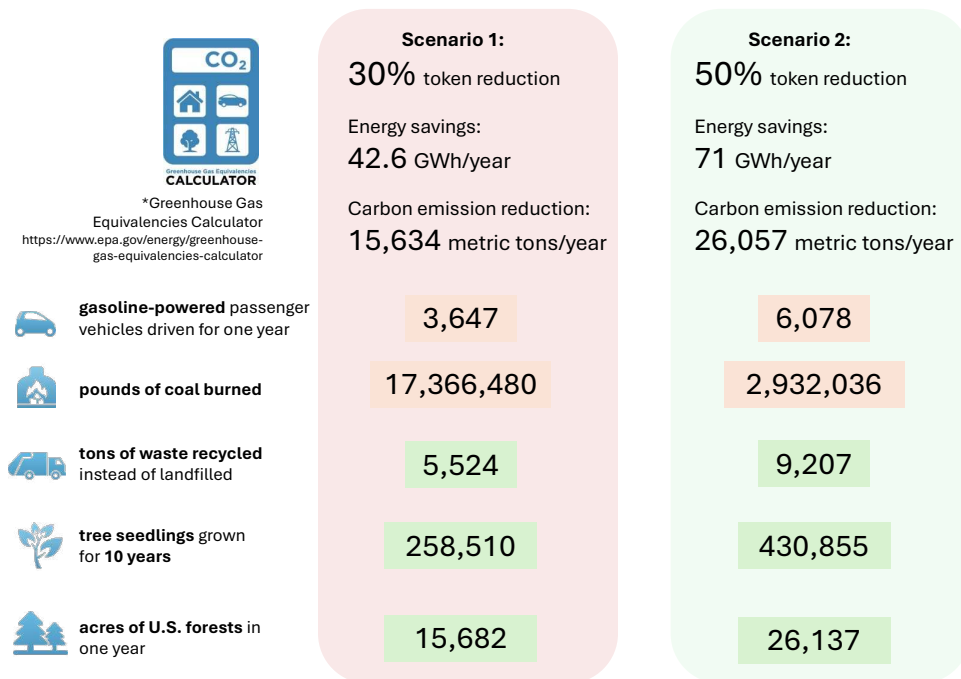 CO₂
Greenhouse Gas Equivalencies
CALCULATOR
*Greenhouse Gas
Equivalencies Calculator
https://www.epa.gov/energy/greenhouse-
gas-equivalencies-calculator
Scenario 1:
30% token reduction
Energy savings:
42.6 GWh/year
Carbon emission reduction:
15,634 metric tons/year
Scenario 2:
50% token reduction
Energy savings:
71 GWh/year
Carbon emission reduction:
26,057 metric tons/year
gasoline-powered passenger
vehicles driven for one year
3,647
6,078
pounds of coal burned
17,366,480
2,932,036
tons of waste recycled
instead of landfilled
5,524
9,207
tree seedlings grown
for 10 years
258,510
430,855
acres of U.S. forests in
one year
15,682
26,137